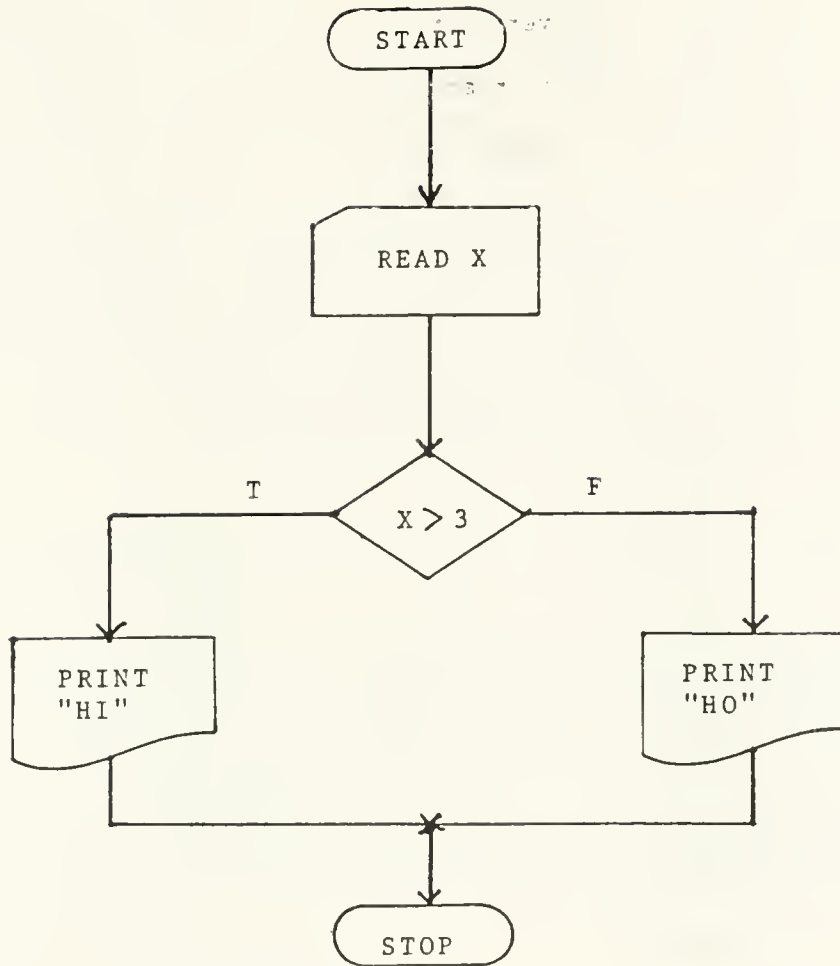 START
READ X
T
F
X > 3
PRINT
"HI"
PRINT
"HO"
STOP